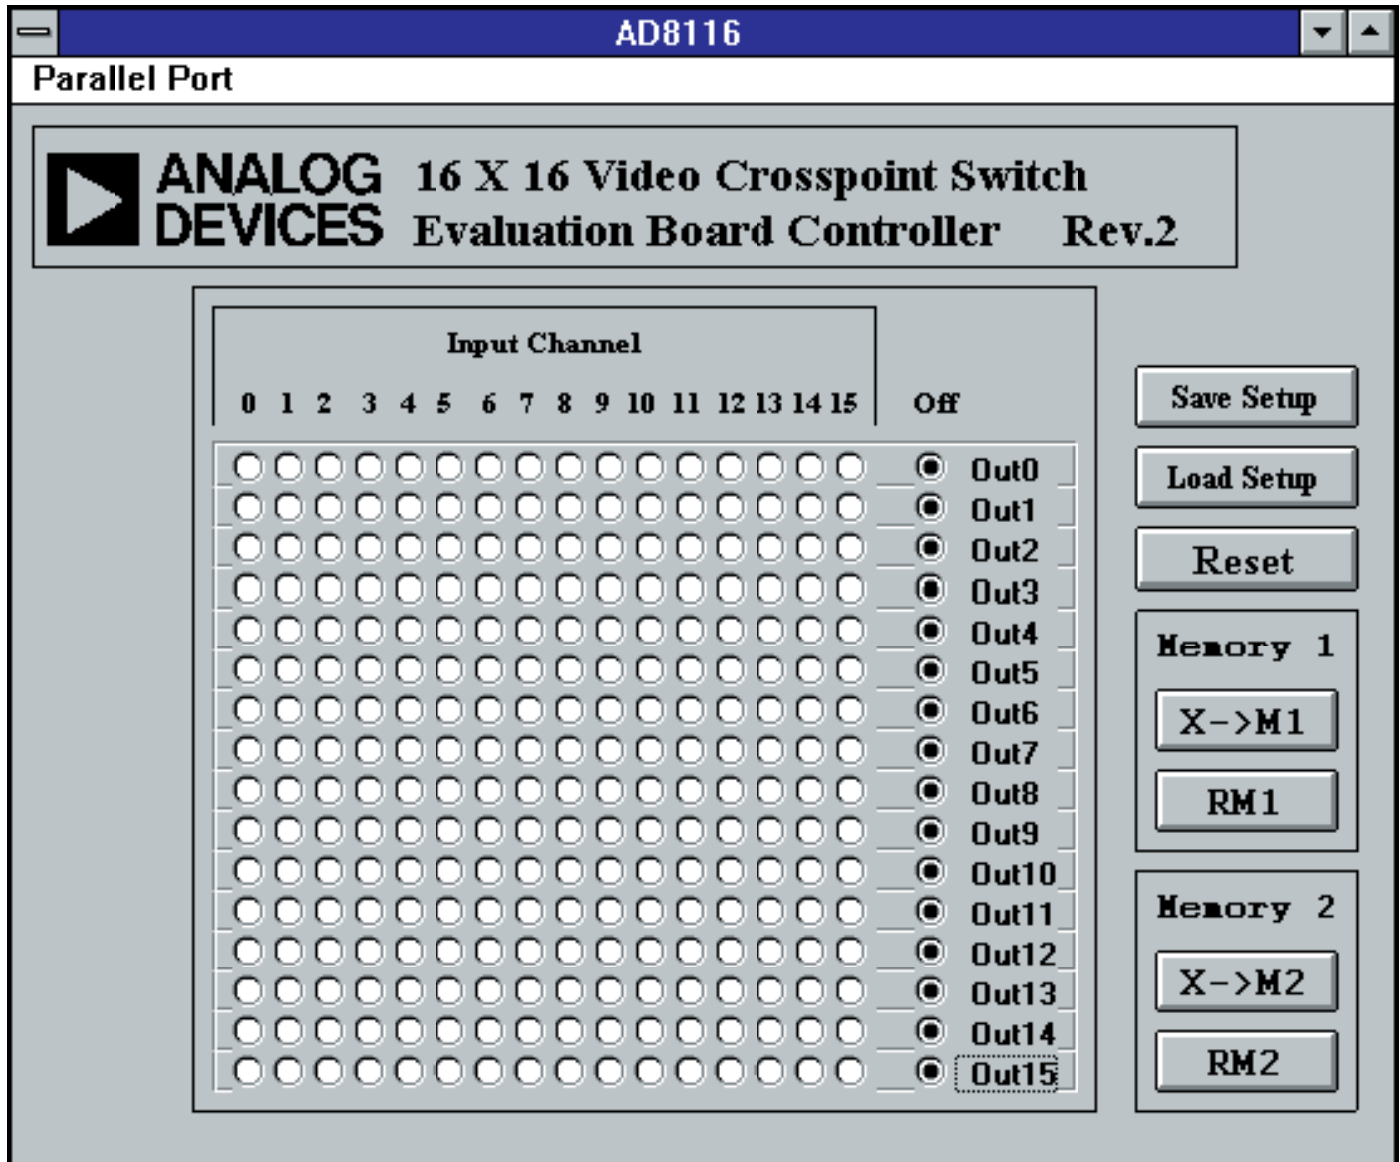 AD8116
Parallel Port
ANALOG
DEVICES
16 X 16 Video Crosspoint Switch
Evaluation Board Controller Rev.2
Input Channel
0 1 2 3 4 5 6 7 8 9 10 11 12 13 14 15 Off
Out0
Out1
Out2
Out3
Out4
Out5
Out6
Out7
Out8
Out9
Out10
Out11
Out12
Out13
Out14
Out15
Save Setup
Load Setup
Reset
Memory 1
X->M1
RM1
Memory 2
X->M2
RM2